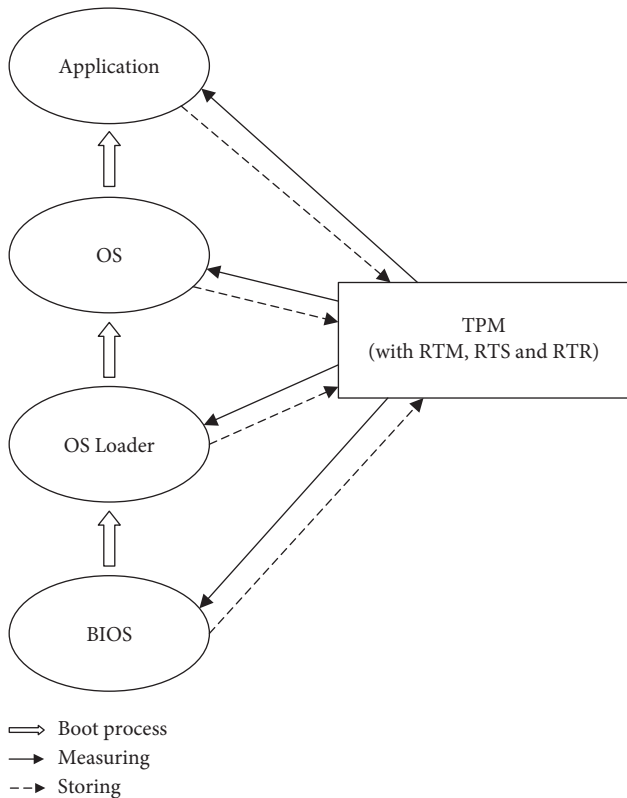 Application
OS
TPM
(with RTM, RTS and RTR)
OS Loader
BIOS
Boot process
Measuring
Storing